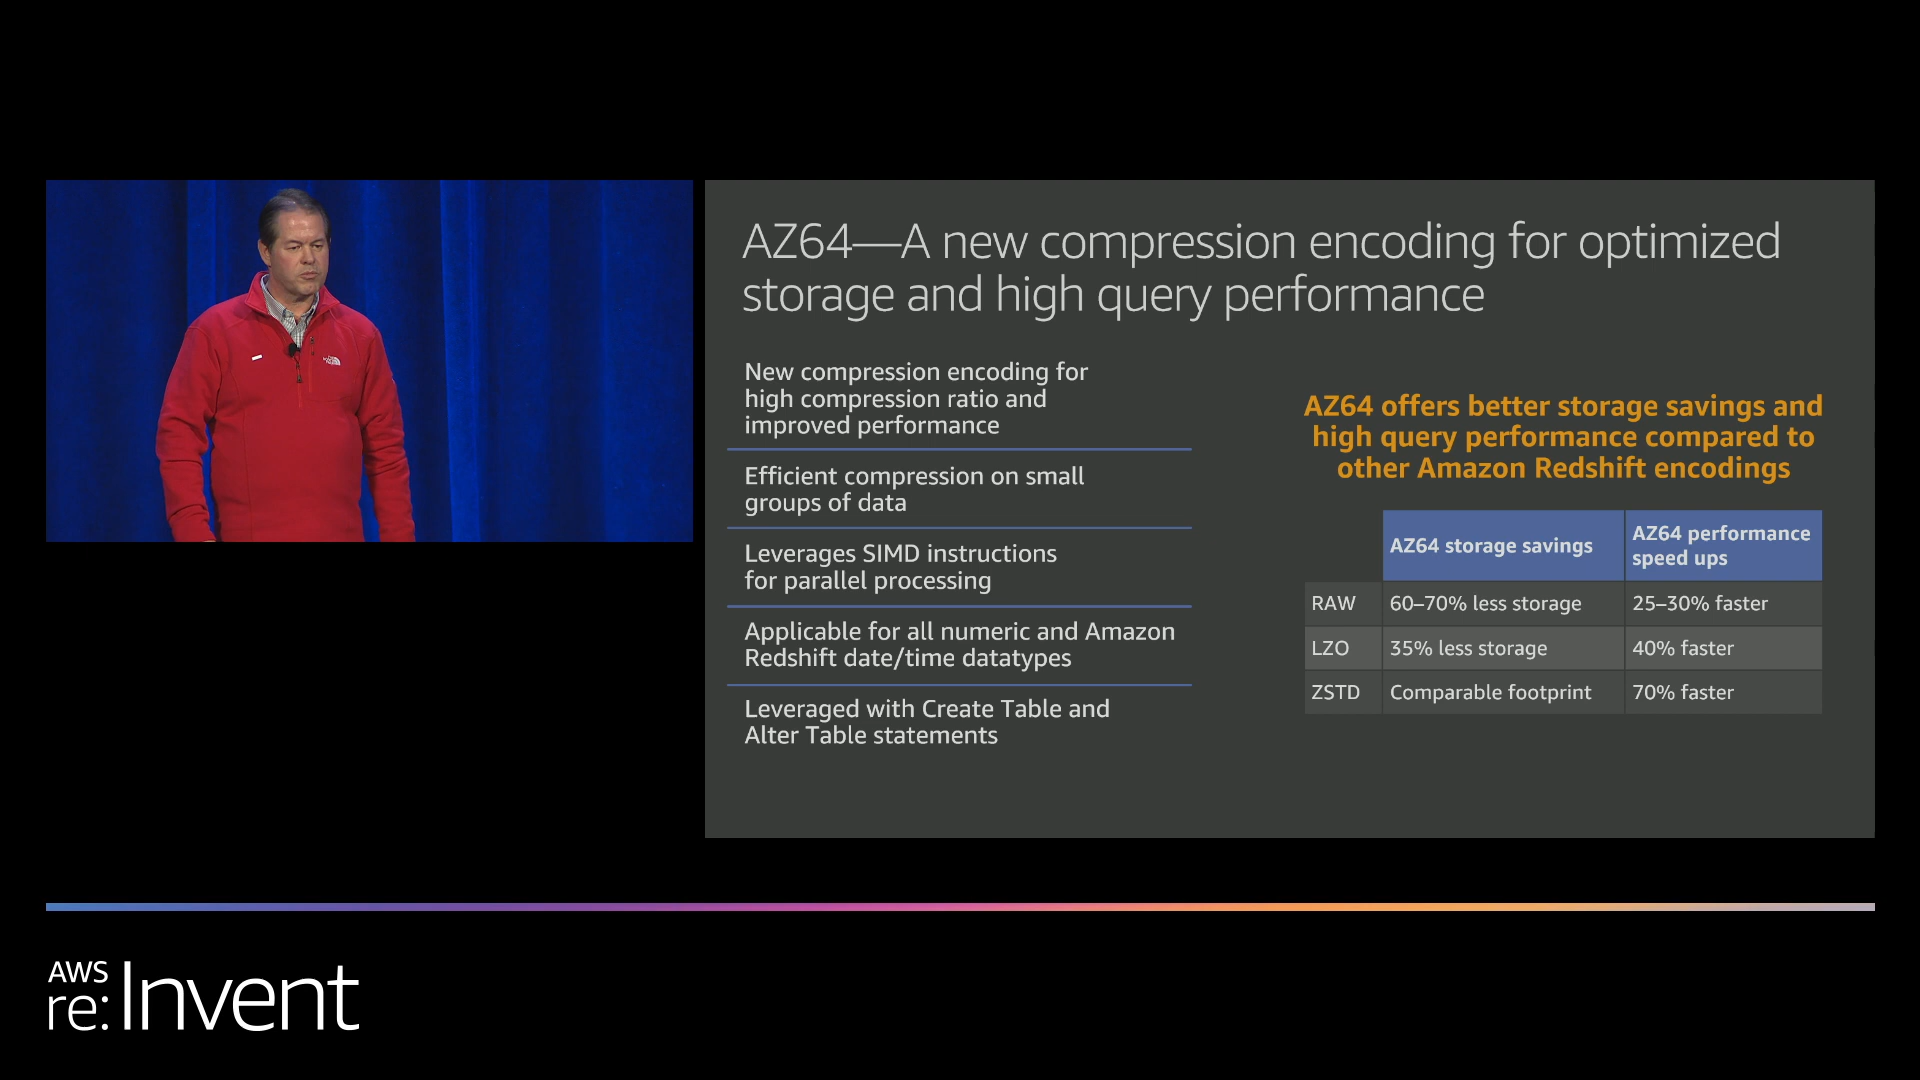 AZ64—A new compression encoding for optimized
storage and high query performance
New compression encoding for
high compression ratio and
improved performance
Efficient compression on small
groups of data
Leverages SIMD instructions
for parallel processing
Applicable for all numeric and Amazon
Redshift date/time datatypes
Leveraged with Create Table and
Alter Table statements
AZ64 offers better storage savings and
high query performance compared to
other Amazon Redshift encodings
AZ64 storage savings AZ64 performance
speed ups
RAW 60–70% less storage 25–30% faster
LZO 35% less storage 40% faster
ZSTD Comparable footprint 70% faster
AWS
re:Invent